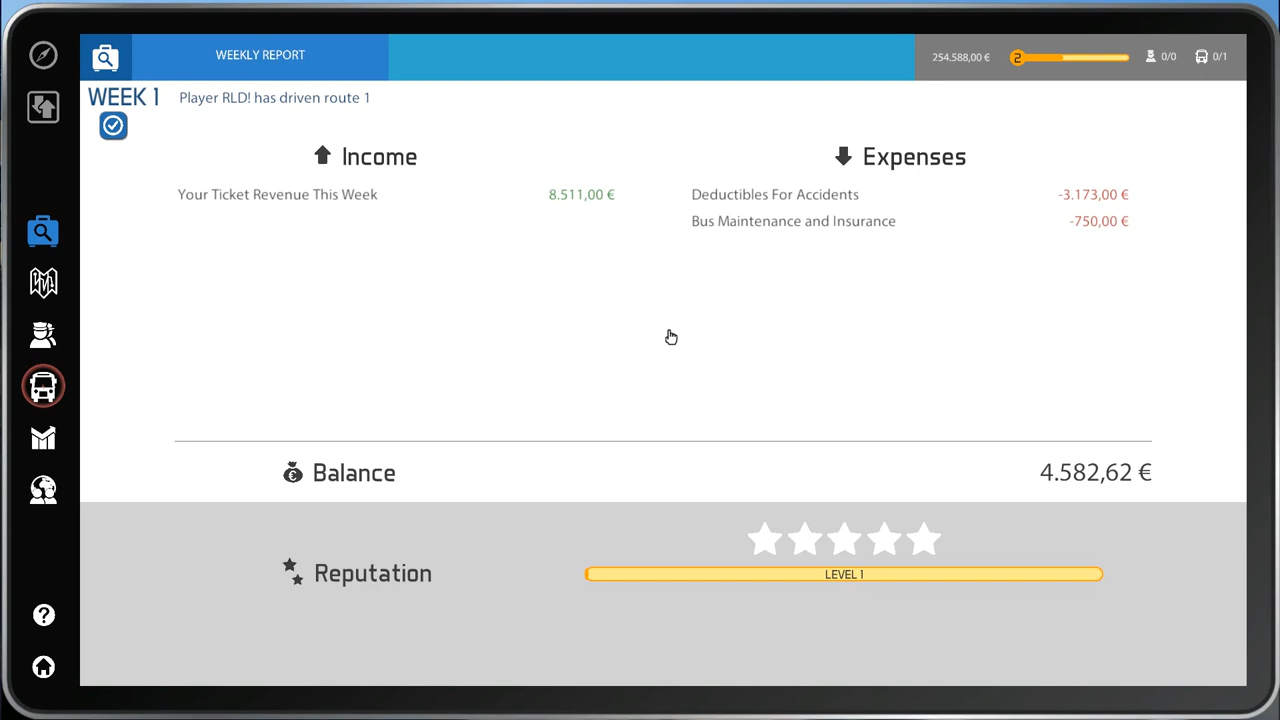 WEEKLY REPORT
254.588,00 €
2
0/0
0/1
WEEK 1
Player RLD! has driven route 1
Income
Expenses
Your Ticket Revenue This Week
8.511,00 €
Deductibles For Accidents
-3.173,00 €
Bus Maintenance and Insurance
-750,00 €
Balance
4.582,62 €
Reputation
LEVEL 1
?